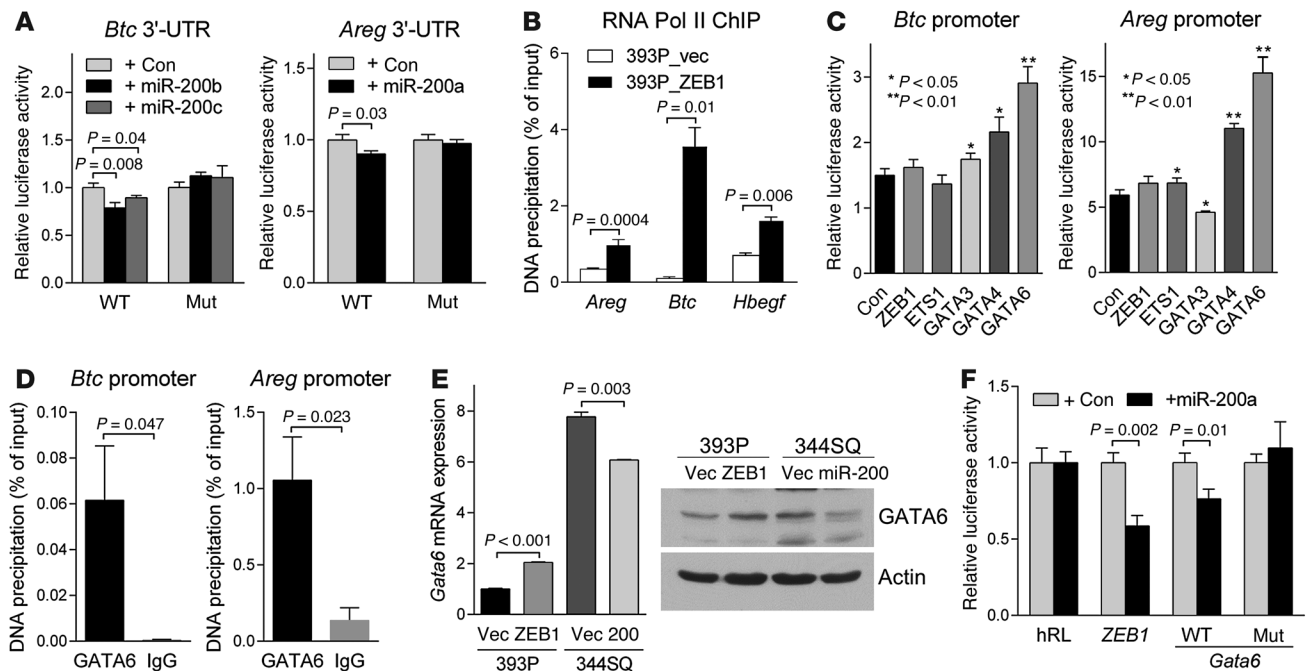 A
Btc 3'-UTR
Relative luciferase activity
2.0
1.5
1.0
0.5
0.0
+ Con
+ miR-200b
+ miR-200c
P = 0.04
P = 0.008
WT
Mut
Areg 3'-UTR
Relative luciferase activity
1.5
1.0
0.5
0.0
+ Con
+ miR-200a
P = 0.03
WT
Mut
B
RNA Pol II ChIP
DNA precipitation (% of input)
6
4
2
0
393P_vec
393P_ZEB1
P = 0.01
P = 0.0004
P = 0.006
Areg
Btc
Hbegf
C
Btc promoter
Relative luciferase activity
3
2
1
0
* P < 0.05
**P < 0.01
*
*
**
Con
ZEB1
ETS1
GATA3
GATA4
GATA6
Areg promoter
Relative luciferase activity
15
10
5
0
* P < 0.05
**P < 0.01
*
*
**
**
Con
ZEB1
ETS1
GATA3
GATA4
GATA6
D
Btc promoter
DNA precipitation (% of input)
0.10
0.08
0.06
0.04
0.02
0.00
P = 0.047
GATA6
IgG
Areg promoter
DNA precipitation (% of input)
1.5
1.0
0.5
0.0
P = 0.023
GATA6
IgG
E
Gata6 mRNA expression
8
6
4
2
0
P = 0.003
P < 0.001
Vec ZEB1
Vec 200
393P
344SQ
393P
344SQ
Vec ZEB1
Vec miR-200
GATA6
Actin
F
Relative luciferase activity
1.5
1.0
0.5
0.0
+ Con
+miR-200a
P = 0.002
P = 0.01
hRL
ZEB1
WT
Mut
Gata6